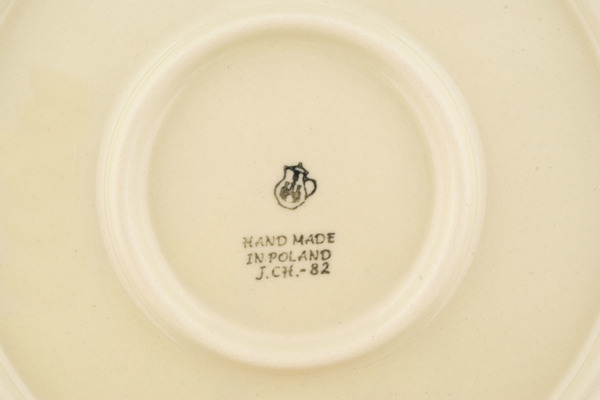 HAND MADE
IN POLAND
J.CH.-82